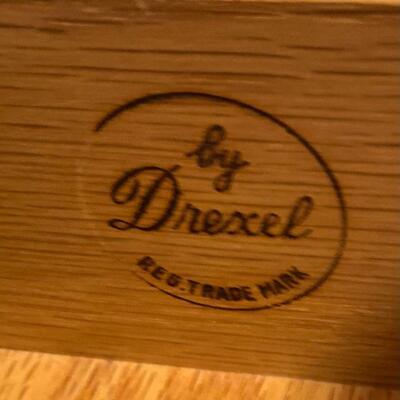 by
Drexel
REG. TRADE MARK